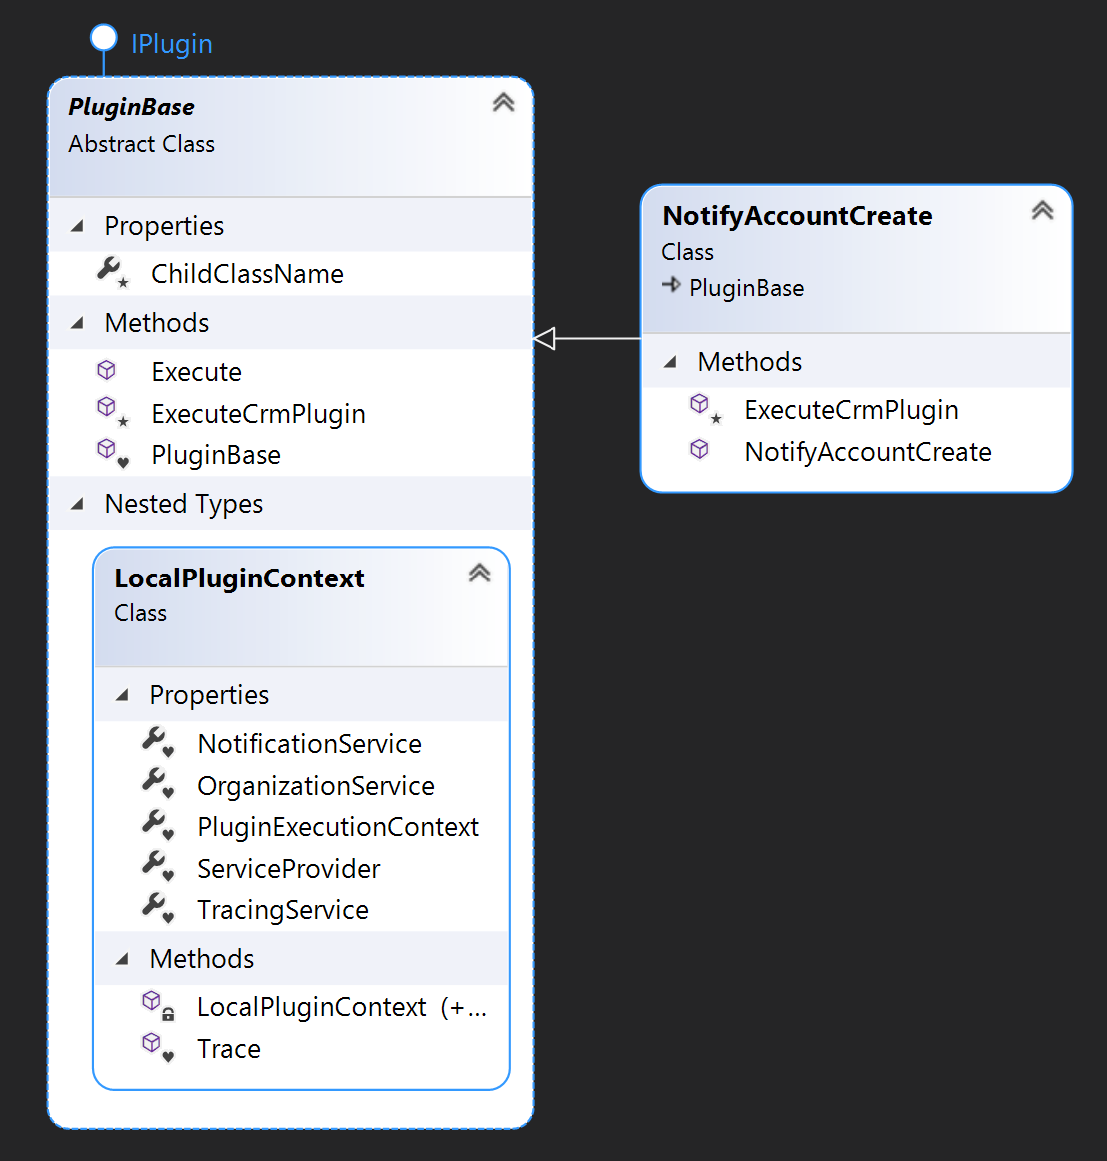 IPlugin
PluginBase
Abstract Class
Properties
ChildClassName
Methods
Execute
ExecuteCrmPlugin
PluginBase
Nested Types
LocalPluginContext
Class
Properties
NotificationService
OrganizationService
PluginExecutionContext
ServiceProvider
TracingService
Methods
LocalPluginContext (+...
Trace
NotifyAccountCreate
Class
PluginBase
Methods
ExecuteCrmPlugin
NotifyAccountCreate